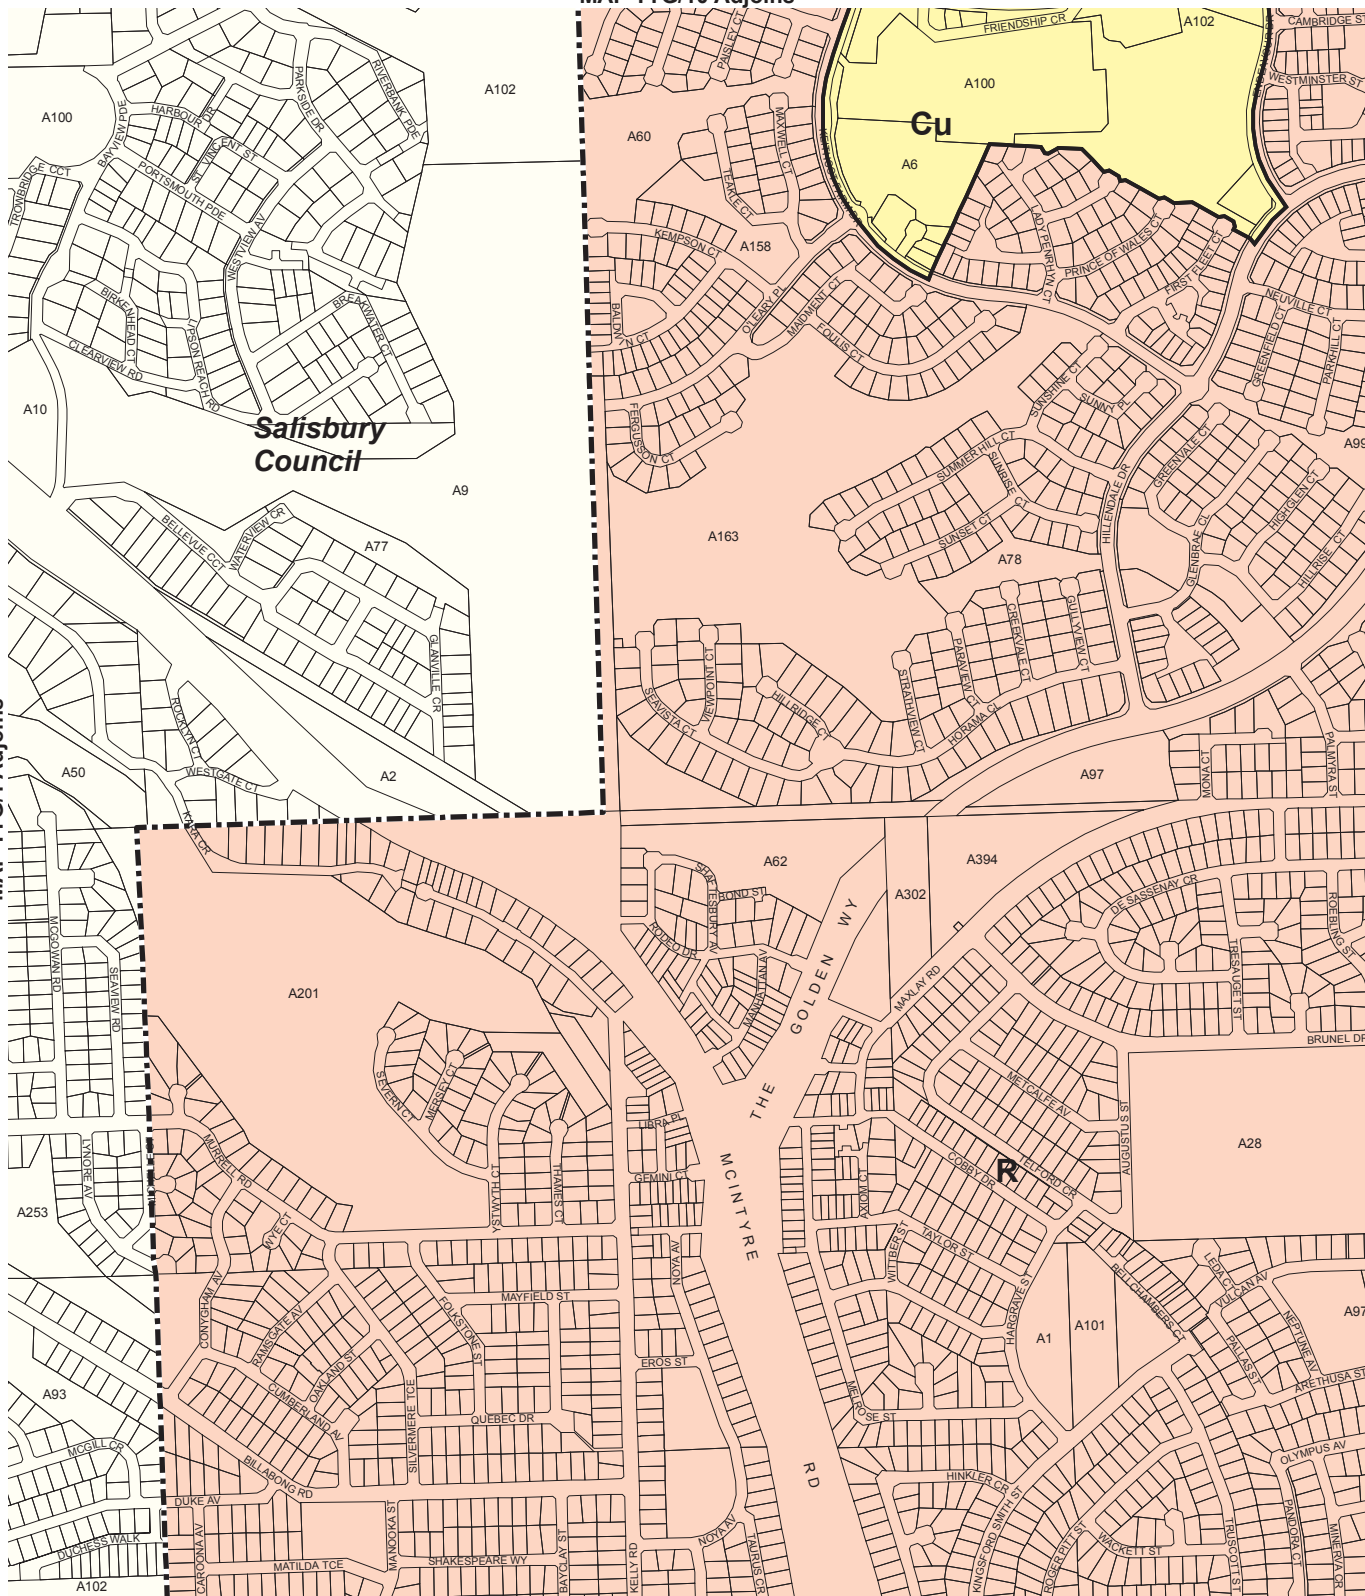 A102
FRIENDSHIP CR
CAMBRIDGE ST
PAISLEY CT
PARKSIDE DR
RIVERBANK PDE
WESTMINSTER ST
A102
A100
A100
HARBOUR DR
BAYVIEW PDE
Cu
A60
MAXWELL CT
ST VINCENT ST
A6
TROWBRIDGE CCT
PORTSMOUTH PDE
TEAKLE CT
WESTVIEW AV
LADY PENRHYN CT
KEMPSON CT
A158
PRINCE OF WALES CT
FIRST FLEET CT
BIRKENHEAD CT
BREAKWATER CT
BALDWIN CT
O'LEARY PL
MAIDMENT CT
FOULIS CT
NEUVILLE CT
GREENFIELD CT
PARKHILL CT
CLEARVIEW RD
UPSON REACH RD
SUNSHINE CT
SUNNY PL
A10
Salisbury
Council
FERGUSSON CT
SUMMER HILL CT
SUNRISE CT
GREENVALE CT
A99
A9
HILLENDALE DR
HIGHGLEN CT
BELLEVUE CCT
WATERVIEW CR
A77
A163
SUNSET CT
A78
GLENBRAE CL
HILLRISE CT
GLANVILLE CR
VIEWPOINT CT
SEAVISTA CT
HILLRIDGE CT
STRATHVIEW CT
PARAVIEW CT
CREEKVALE CT
GULLYVIEW CT
HORAMA CL
ROCKLYN CT
WESTGATE CT
A50
A2
A97
MONA CT
PALMYRA ST
KARA CR
A62
A394
SHAFTESBURY AV
BOND ST
A302
DE SASSENAY CR
ROEBLING ST
MCGOWAN RD
SEAVIEW RD
RODEO DR
MANHATTAN AV
THE GOLDEN WY
MAXLAY RD
TRESAUGET ST
A201
BRUNEL DR
SEVERN CT
MERSEY CT
METCALFE AV
LIBRA PL
AUGUSTUS ST
A28
LYNORE AV
MURRELL RD
COBBY DR
R
TELFORD CR
GEMINI CT
MCINTYRE RD
A253
WYE CT
YSTWYTH CT
THAMES CT
AXIOM CT
TAYLOR ST
WITTBER ST
NOYA AV
BELLCHAMBERS CT
LEDA CT
VULCAN AV
CONYGHAM AV
RAMSGATE AV
FOLKSTONE ST
MAYFIELD ST
HARGRAVE ST
A1
A101
NEPTUNE AV
A97
OAKLAND ST
EROS ST
PALLAS ST
ARETHUSA ST
A93
CUMBERLAND AV
SILVERMERE TCE
QUEBEC DR
MELROSE ST
MCGILL CR
BILLABONG RD
OLYMPUS AV
HINKLER CR
DUKE AV
DUCHESS WALK
CAROONA AV
MANOOKA ST
MATILDA TCE
SHAKESPEARE WY
BAYCLAY ST
KELLY RD
NOYA AV
TAURUS CR
KINGSFORD SMITH ST
ROGER PITT ST
WACKETT ST
TRUSCOTT ST
PANDORA CT
MINERVA CR
A102